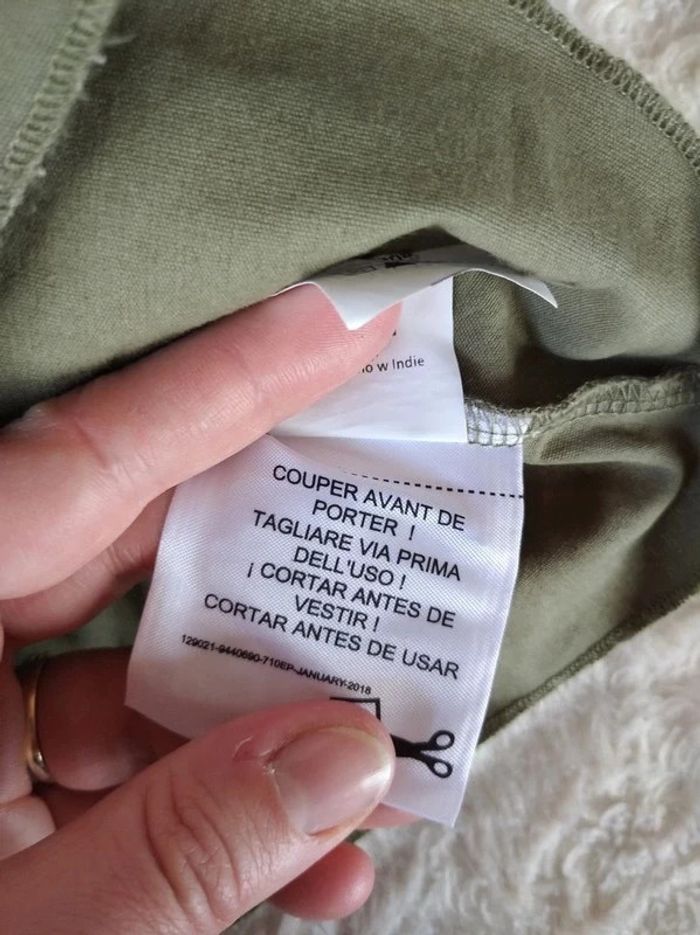 w Indie
COUPER AVANT DE
PORTER !
TAGLIARE VIA PRIMA
DELL'USO !
¡ CORTAR ANTES DE
VESTIR !
CORTAR ANTES DE USAR
129021-9440690-710EP-JANUARY-2018